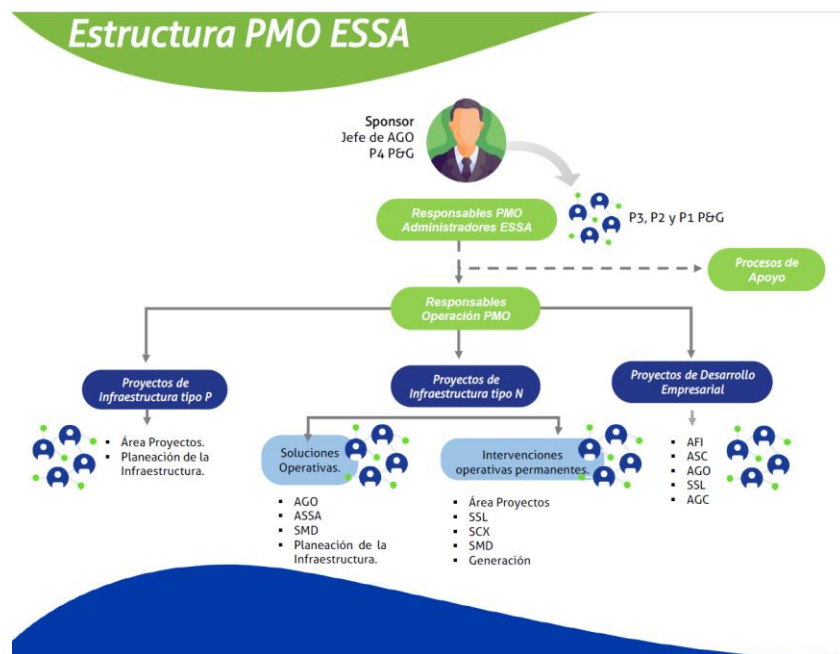 Estructura PMO ESSA
Sponsor
Jefe de AGO
P4 P&G
Responsables PMO
Administradores ESSA
P3, P2 y P1 P&G
Procesos de
Apoyo
Responsables
Operación PMO
Proyectos de
Infraestructura tipo P
Proyectos de
Infraestructura tipo N
Proyectos de Desarrollo
Empresarial
▪ Área Proyectos.
▪ Planeación de la
Infraestructura.
Soluciones
Operativas.
▪ AGO
▪ ASSA
▪ SMD
▪ Planeación de la
Infraestructura.
Intervenciones
operativas permanentes.
▪ Área Proyectos
▪ SSL
▪ SCX
▪ SMD
▪ Generación
▪ AFI
▪ ASC
▪ AGO
▪ SSL
▪ AGC